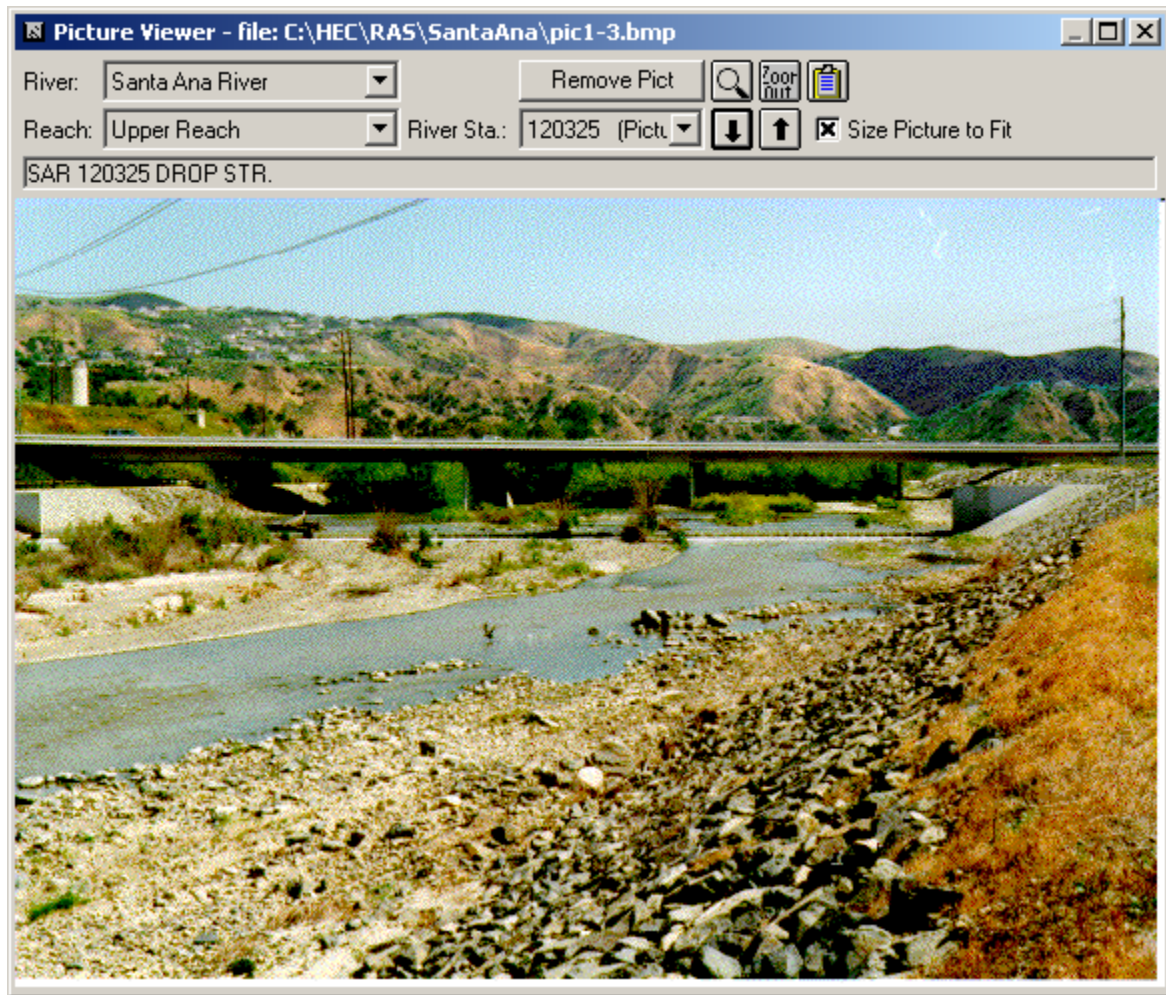 Picture Viewer - file: C:\HEC\RAS\SantaAna\pic1-3.bmp
River: Santa Ana River Remove Pict Zoom Out
Reach: Upper Reach River Sta.: 120325 (Pictu Size Picture to Fit
SAR 120325 DROP STR.